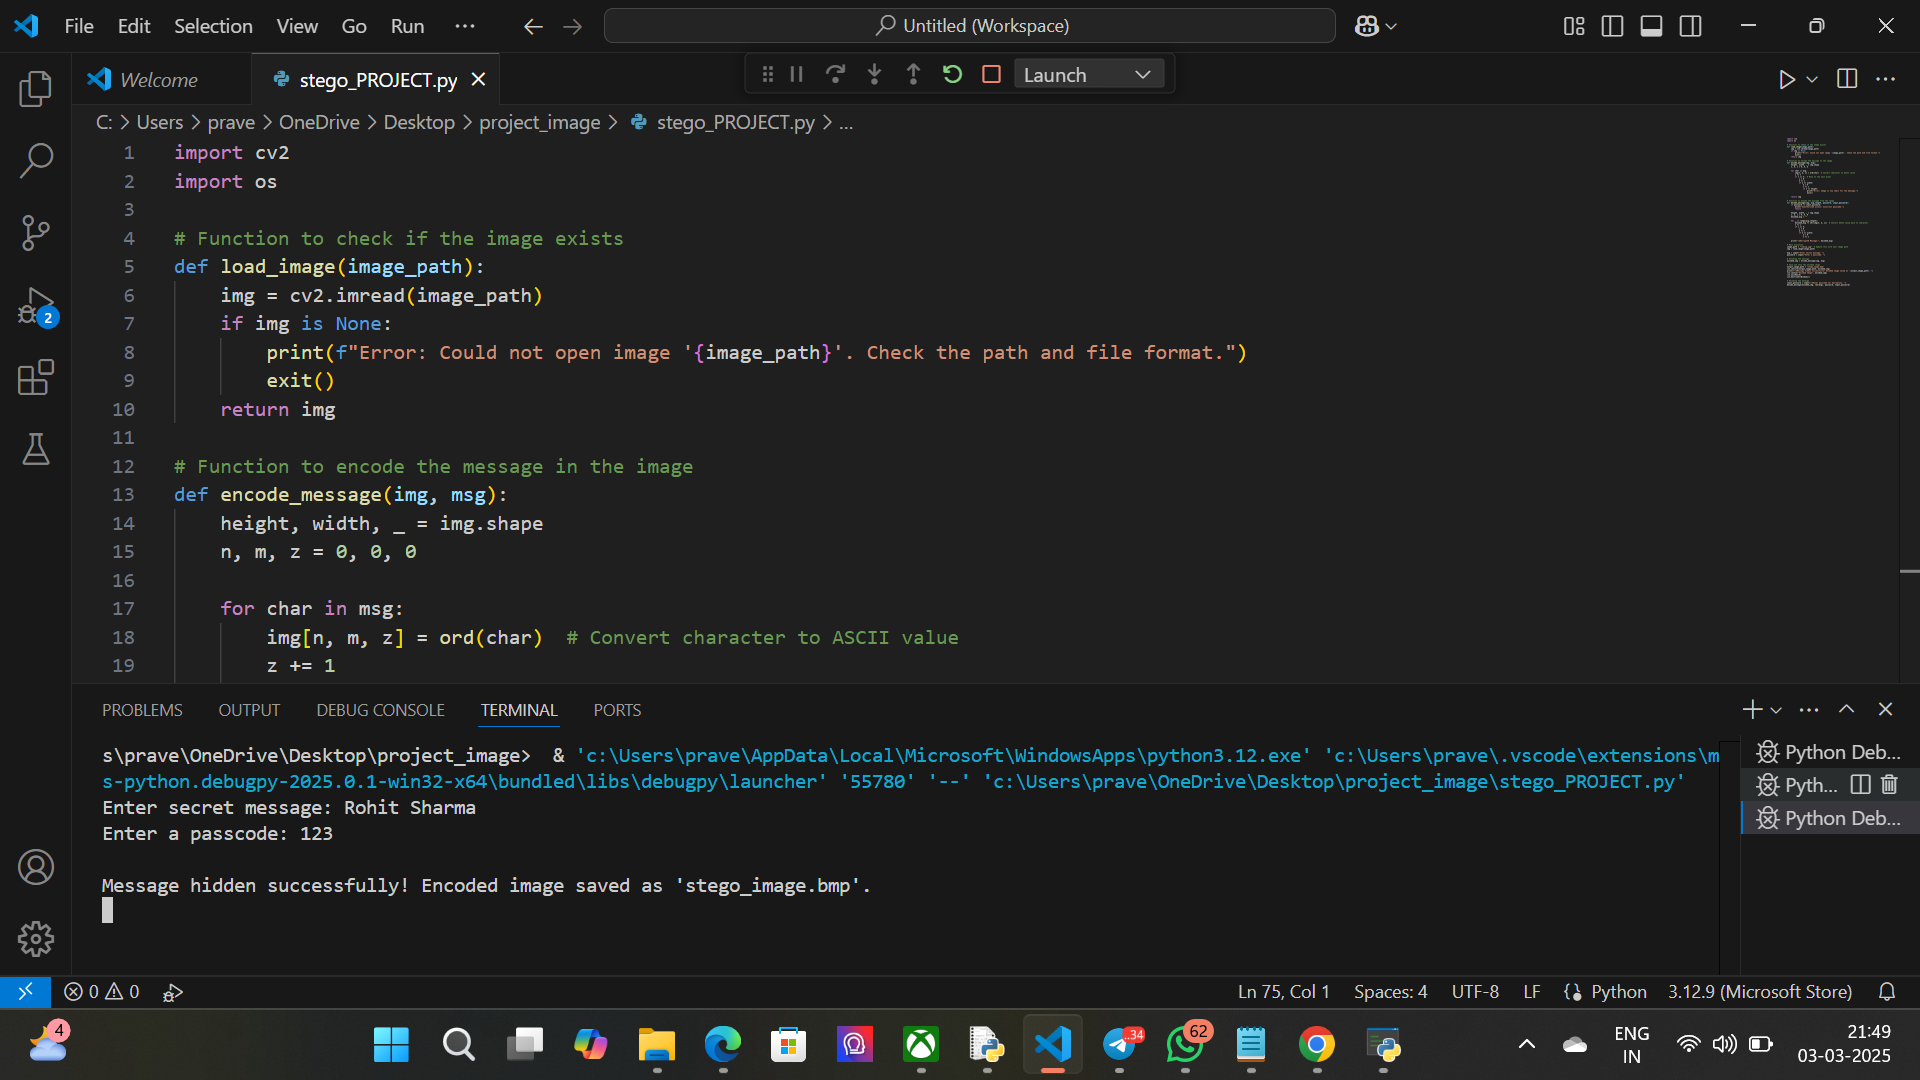 File Edit Selection View Go Run ··· Untitled (Workspace)
Welcome stego_PROJECT.py Launch
C: > Users > prave > OneDrive > Desktop > project_image > stego_PROJECT.py > ...
1 import cv2
2 import os
3
4 # Function to check if the image exists
5 def load_image(image_path):
6 img = cv2.imread(image_path)
7 if img is None:
8 print(f"Error: Could not open image '{image_path}'. Check the path and file format.")
9 exit()
10 return img
11
12 # Function to encode the message in the image
13 def encode_message(img, msg):
14 height, width, _ = img.shape
15 n, m, z = 0, 0, 0
16
17 for char in msg:
18 img[n, m, z] = ord(char)  # Convert character to ASCII value
19 z += 1
2
PROBLEMS OUTPUT DEBUG CONSOLE TERMINAL PORTS
s\prave\OneDrive\Desktop\project_image>  & 'c:\Users\prave\AppData\Local\Microsoft\WindowsApps\python3.12.exe' 'c:\Users\prave\.vscode\extensions\m
s-python.debugpy-2025.0.1-win32-x64\bundled\libs\debugpy\launcher' '55780' '--' 'c:\Users\prave\OneDrive\Desktop\project_image\stego_PROJECT.py'
Enter secret message: Rohit Sharma
Enter a passcode: 123
Message hidden successfully! Encoded image saved as 'stego_image.bmp'.
Python Deb...
Pyth...
Python Deb...
0 0 Ln 75, Col 1 Spaces: 4 UTF-8 LF Python 3.12.9 (Microsoft Store)
4 34 62 ENG 21:49
IN 03-03-2025